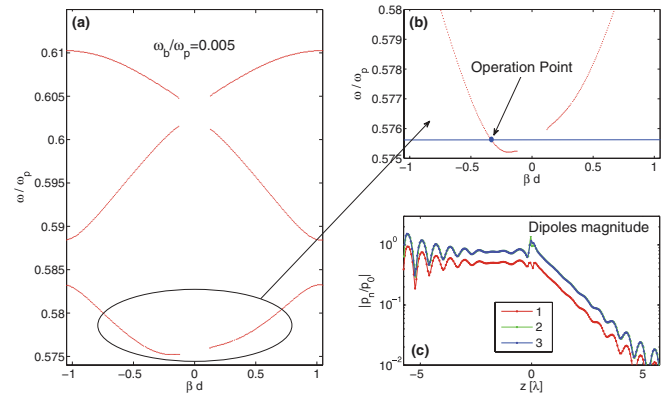 (a)
ω_b/ω_p=0.005
0.61
0.605
0.6
0.595
0.59
0.585
0.58
0.575
ω / ω_p
−1
−0.5
0
0.5
1
β d
(b)
0.58
0.579
0.578
0.577
0.576
0.575
ω / ω_p
Operation Point
−1
−0.5
0
0.5
1
β d
Dipoles magnitude
10^0
10^−1
10^−2
|p_n/p_0|
1
2
3
(c)
−5
0
5
z [λ]